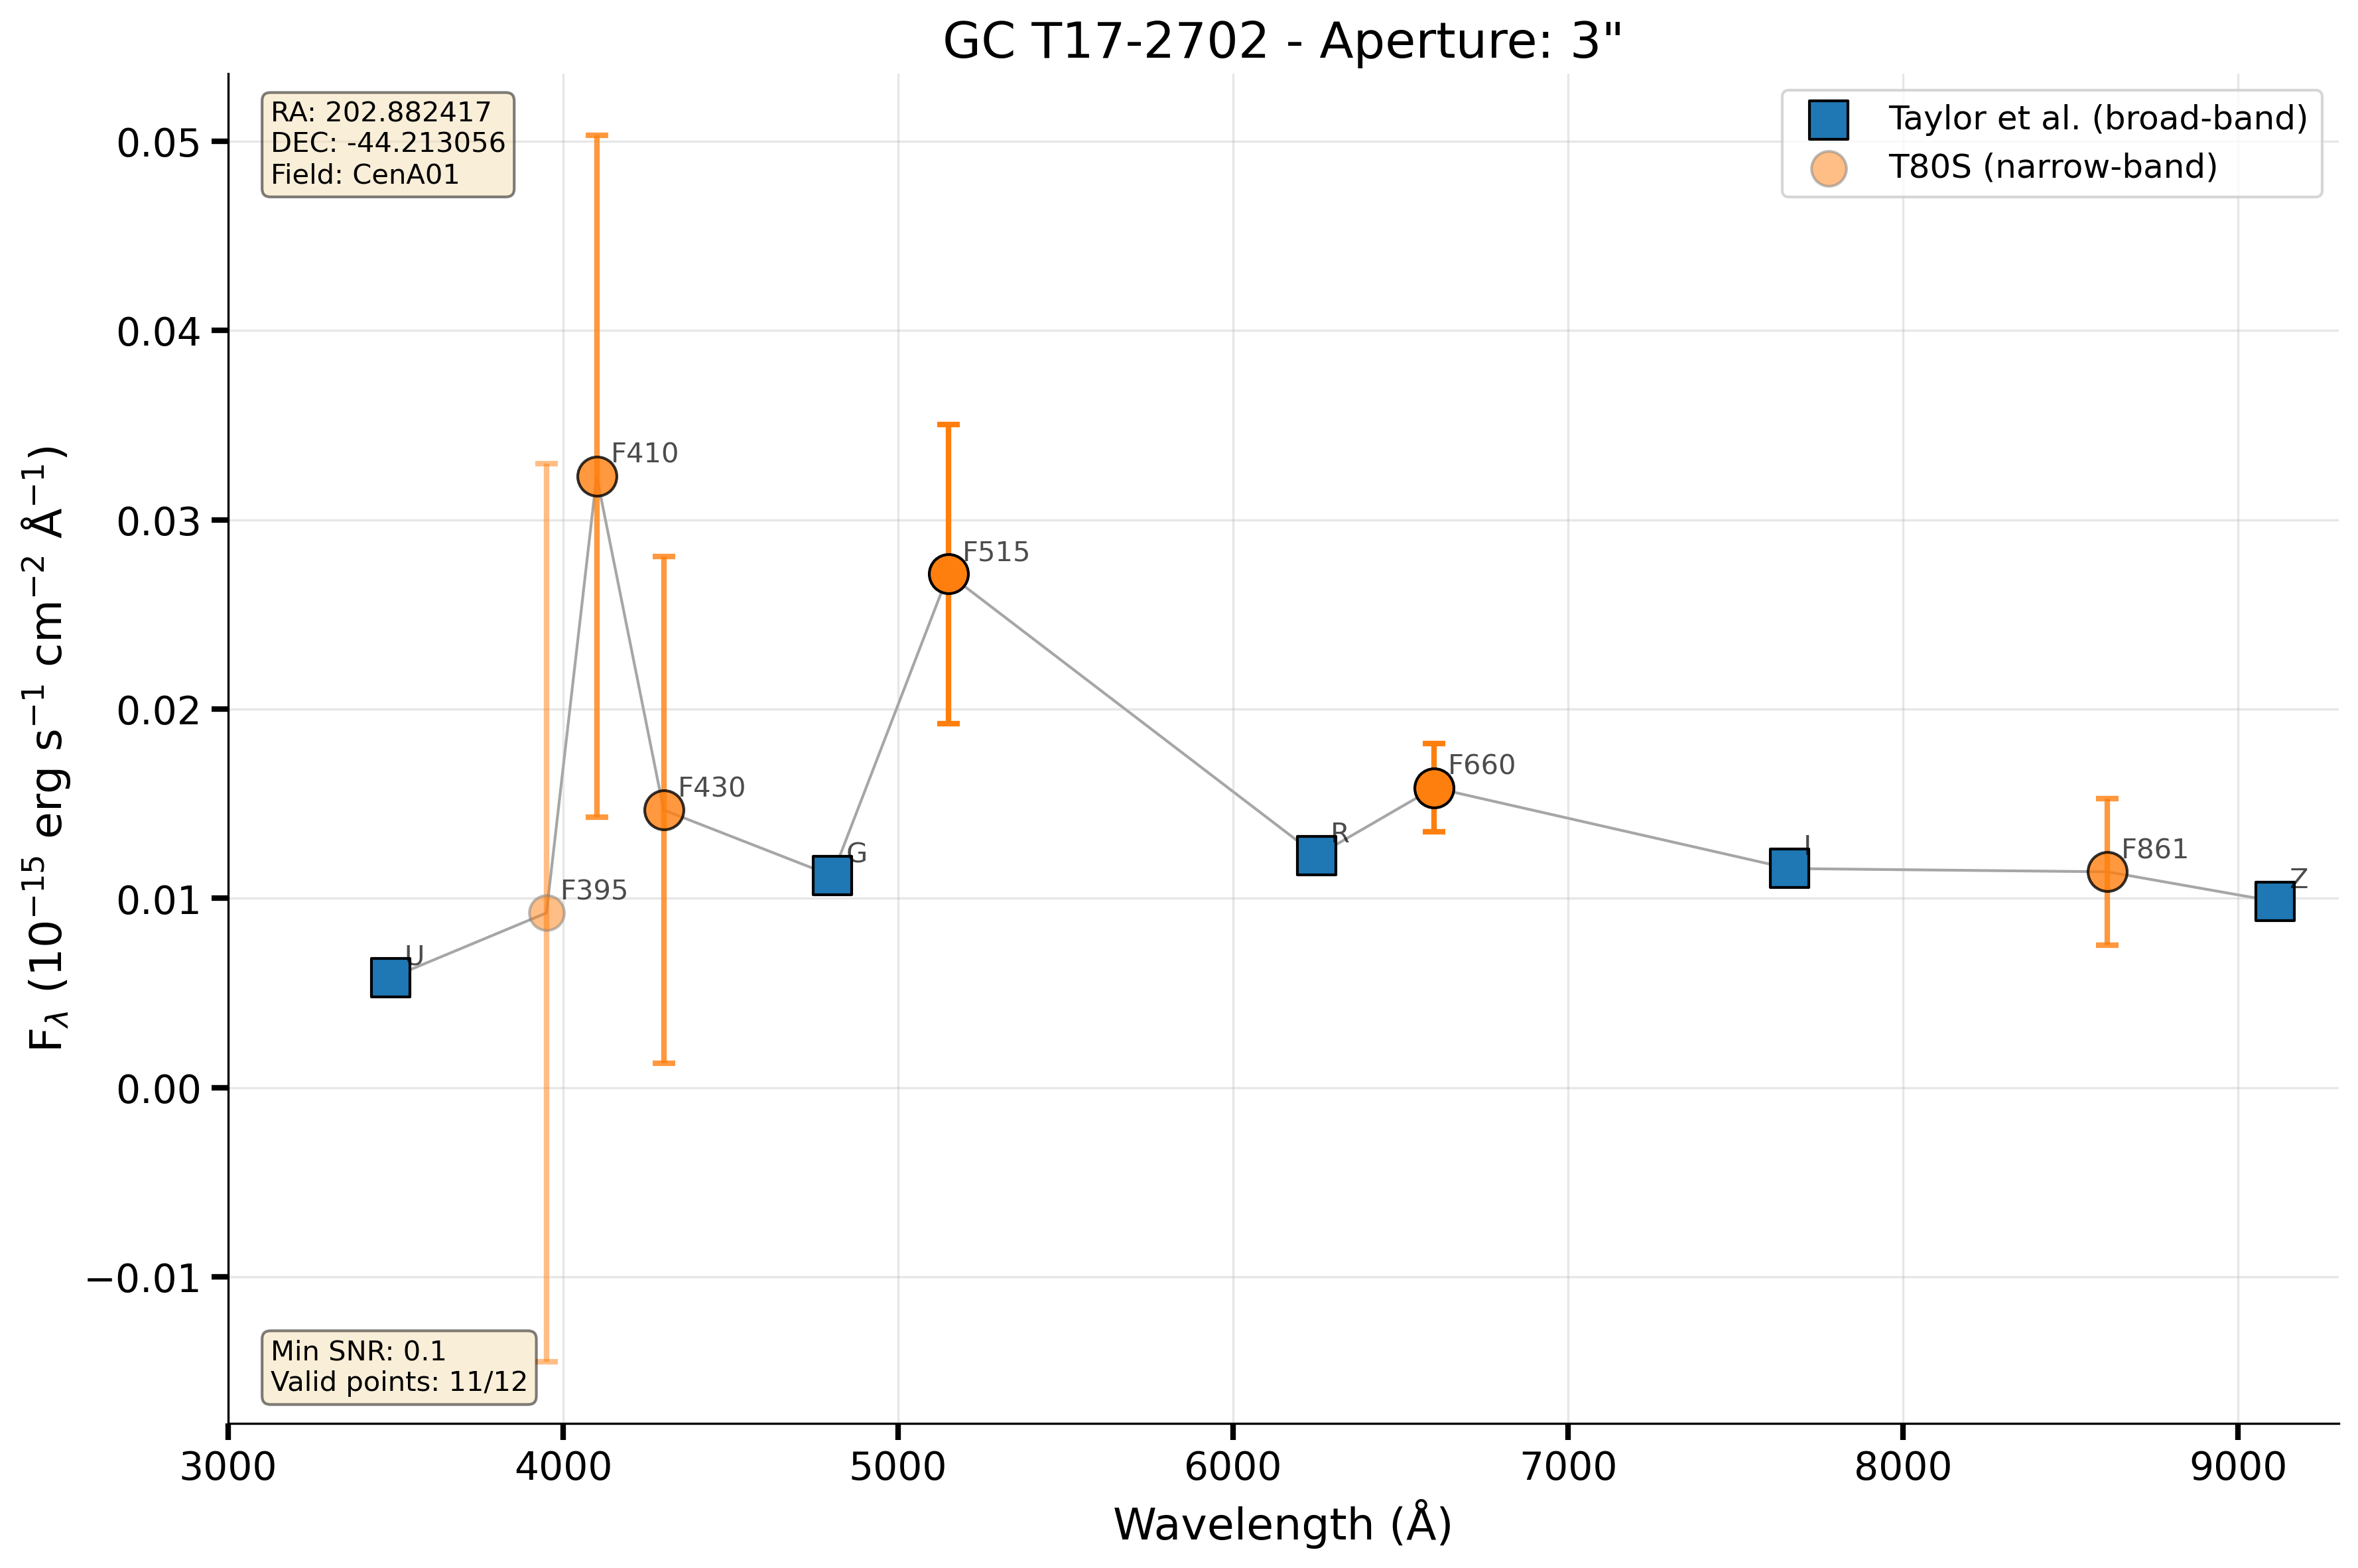 GC T17-2702 - Aperture: 3"
RA: 202.882417
DEC: -44.213056
Field: CenA01
Taylor et al. (broad-band)
T80S (narrow-band)
0.05
0.04
0.03
0.02
0.01
0.00
−0.01
F410
F515
F430
F395
U
G
R
F660
I
F861
Z
Min SNR: 0.1
Valid points: 11/12
3000
4000
5000
6000
7000
8000
9000
Wavelength (Å)
Fλ (10⁻¹⁵ erg s⁻¹ cm⁻² Å⁻¹)